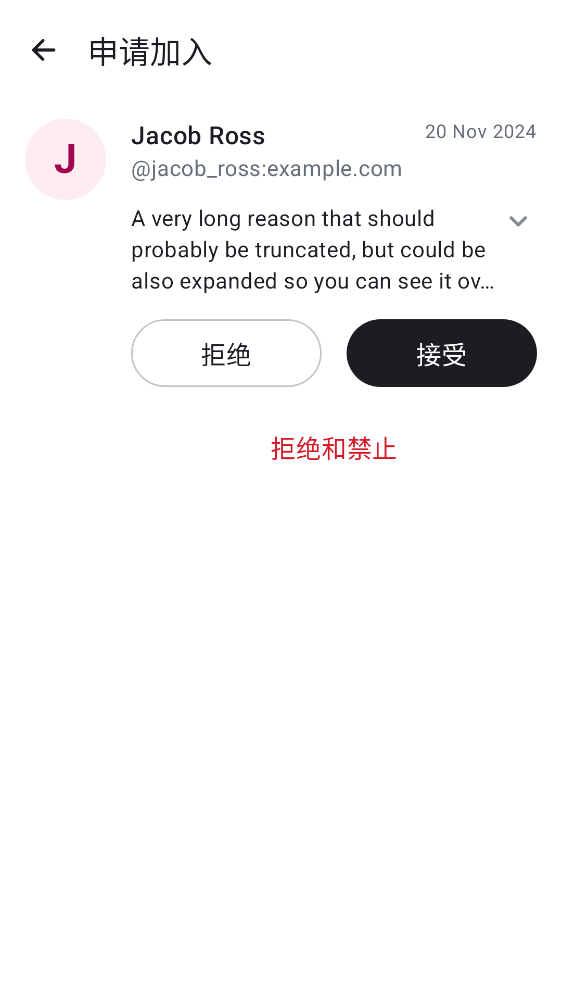 申请加入
J
Jacob Ross
20 Nov 2024
@jacob_ross:example.com
A very long reason that should
probably be truncated, but could be
also expanded so you can see it ov…
拒绝
接受
拒绝和禁止